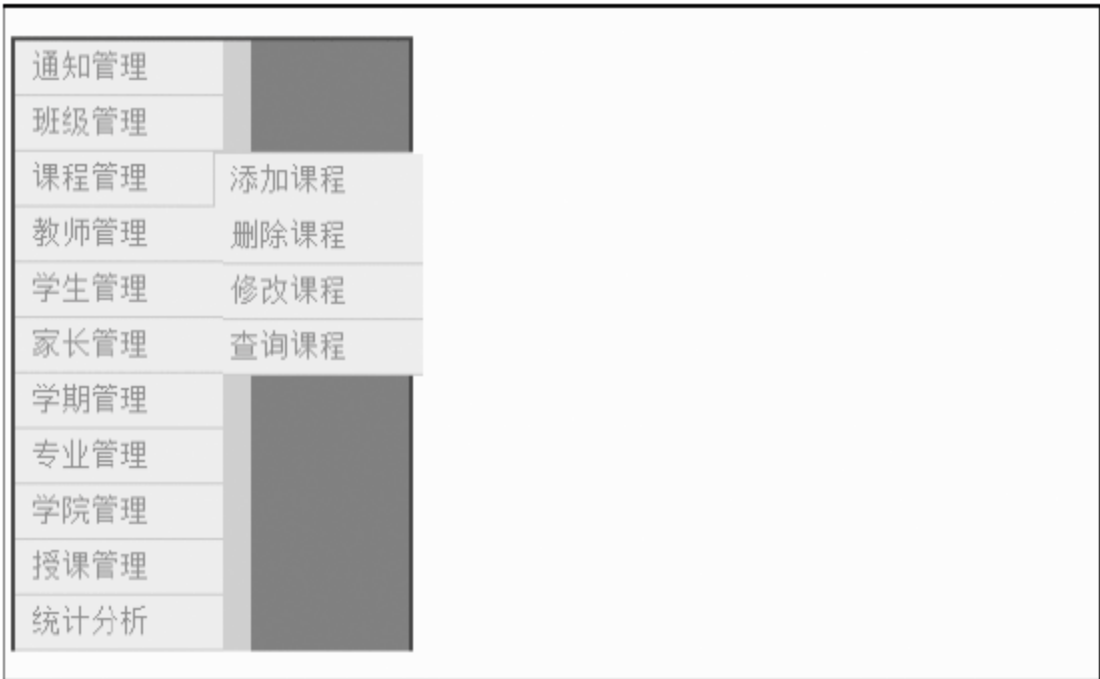 通知管理
班级管理
课程管理
添加课程
删除课程
修改课程
查询课程
教师管理
学生管理
家长管理
学期管理
专业管理
学院管理
授课管理
统计分析